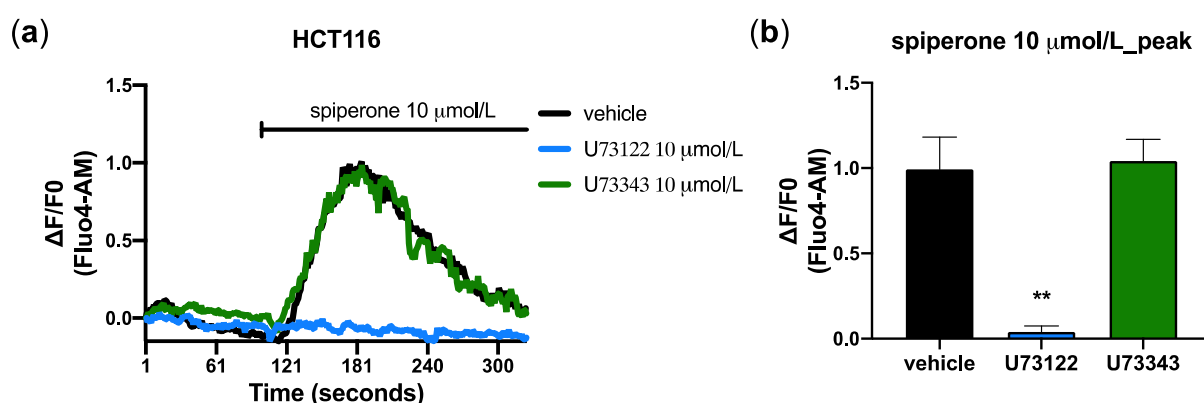 (a)
HCT116
ΔF/F0
(Fluo4-AM)
1.5
1.0
0.5
0.0
spiperone 10 μmol/L
vehicle
U73122 10 μmol/L
U73343 10 μmol/L
1 61 121 181 240 300
Time (seconds)
(b)
spiperone 10 μmol/L_peak
ΔF/F0
(Fluo4-AM)
1.5
1.0
0.5
0.0
**
vehicle U73122 U73343